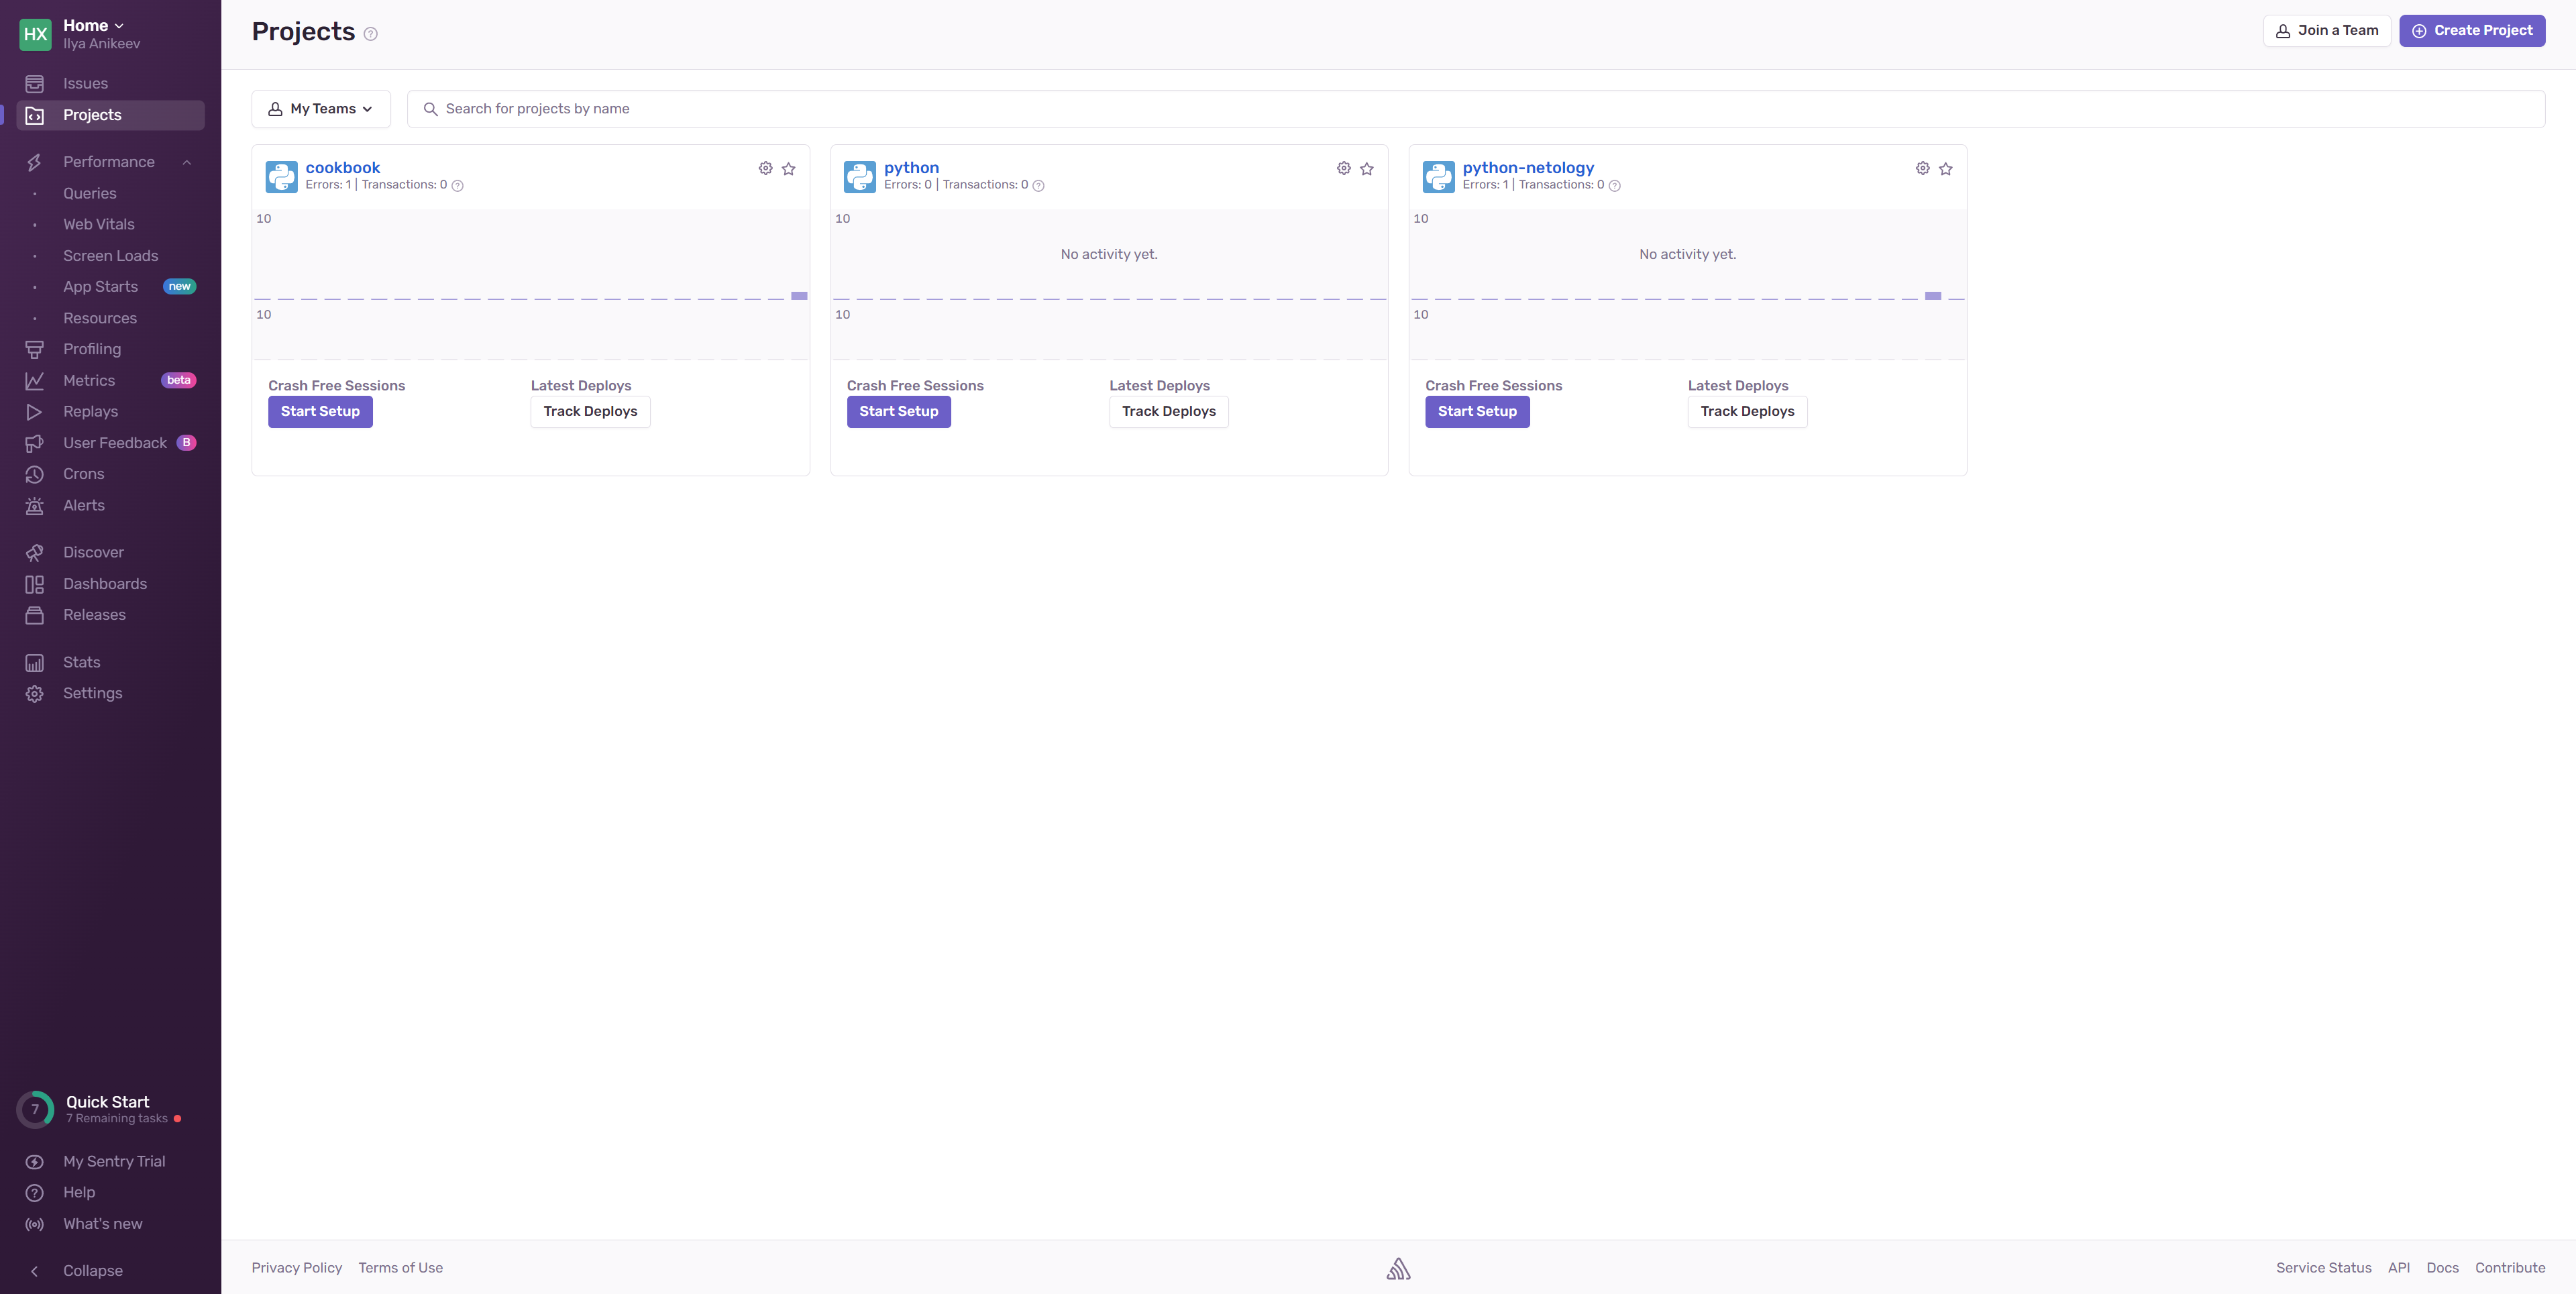 HX
Home
Ilya Anikeev
Issues
Projects
Performance
Queries
Web Vitals
Screen Loads
App Starts new
Resources
Profiling
Metrics beta
Replays
User Feedback B
Crons
Alerts
Discover
Dashboards
Releases
Stats
Settings
7
Quick Start
7 Remaining tasks
My Sentry Trial
? Help
What's new
Collapse
Projects ?
Join a Team
Create Project
My Teams
Search for projects by name
cookbook
Errors: 1 | Transactions: 0 ?
10
10
Crash Free Sessions
Start Setup
Latest Deploys
Track Deploys
python
Errors: 0 | Transactions: 0 ?
10
No activity yet.
10
Crash Free Sessions
Start Setup
Latest Deploys
Track Deploys
python-netology
Errors: 1 | Transactions: 0 ?
10
No activity yet.
10
Crash Free Sessions
Start Setup
Latest Deploys
Track Deploys
Privacy Policy Terms of Use
Service Status API Docs Contribute